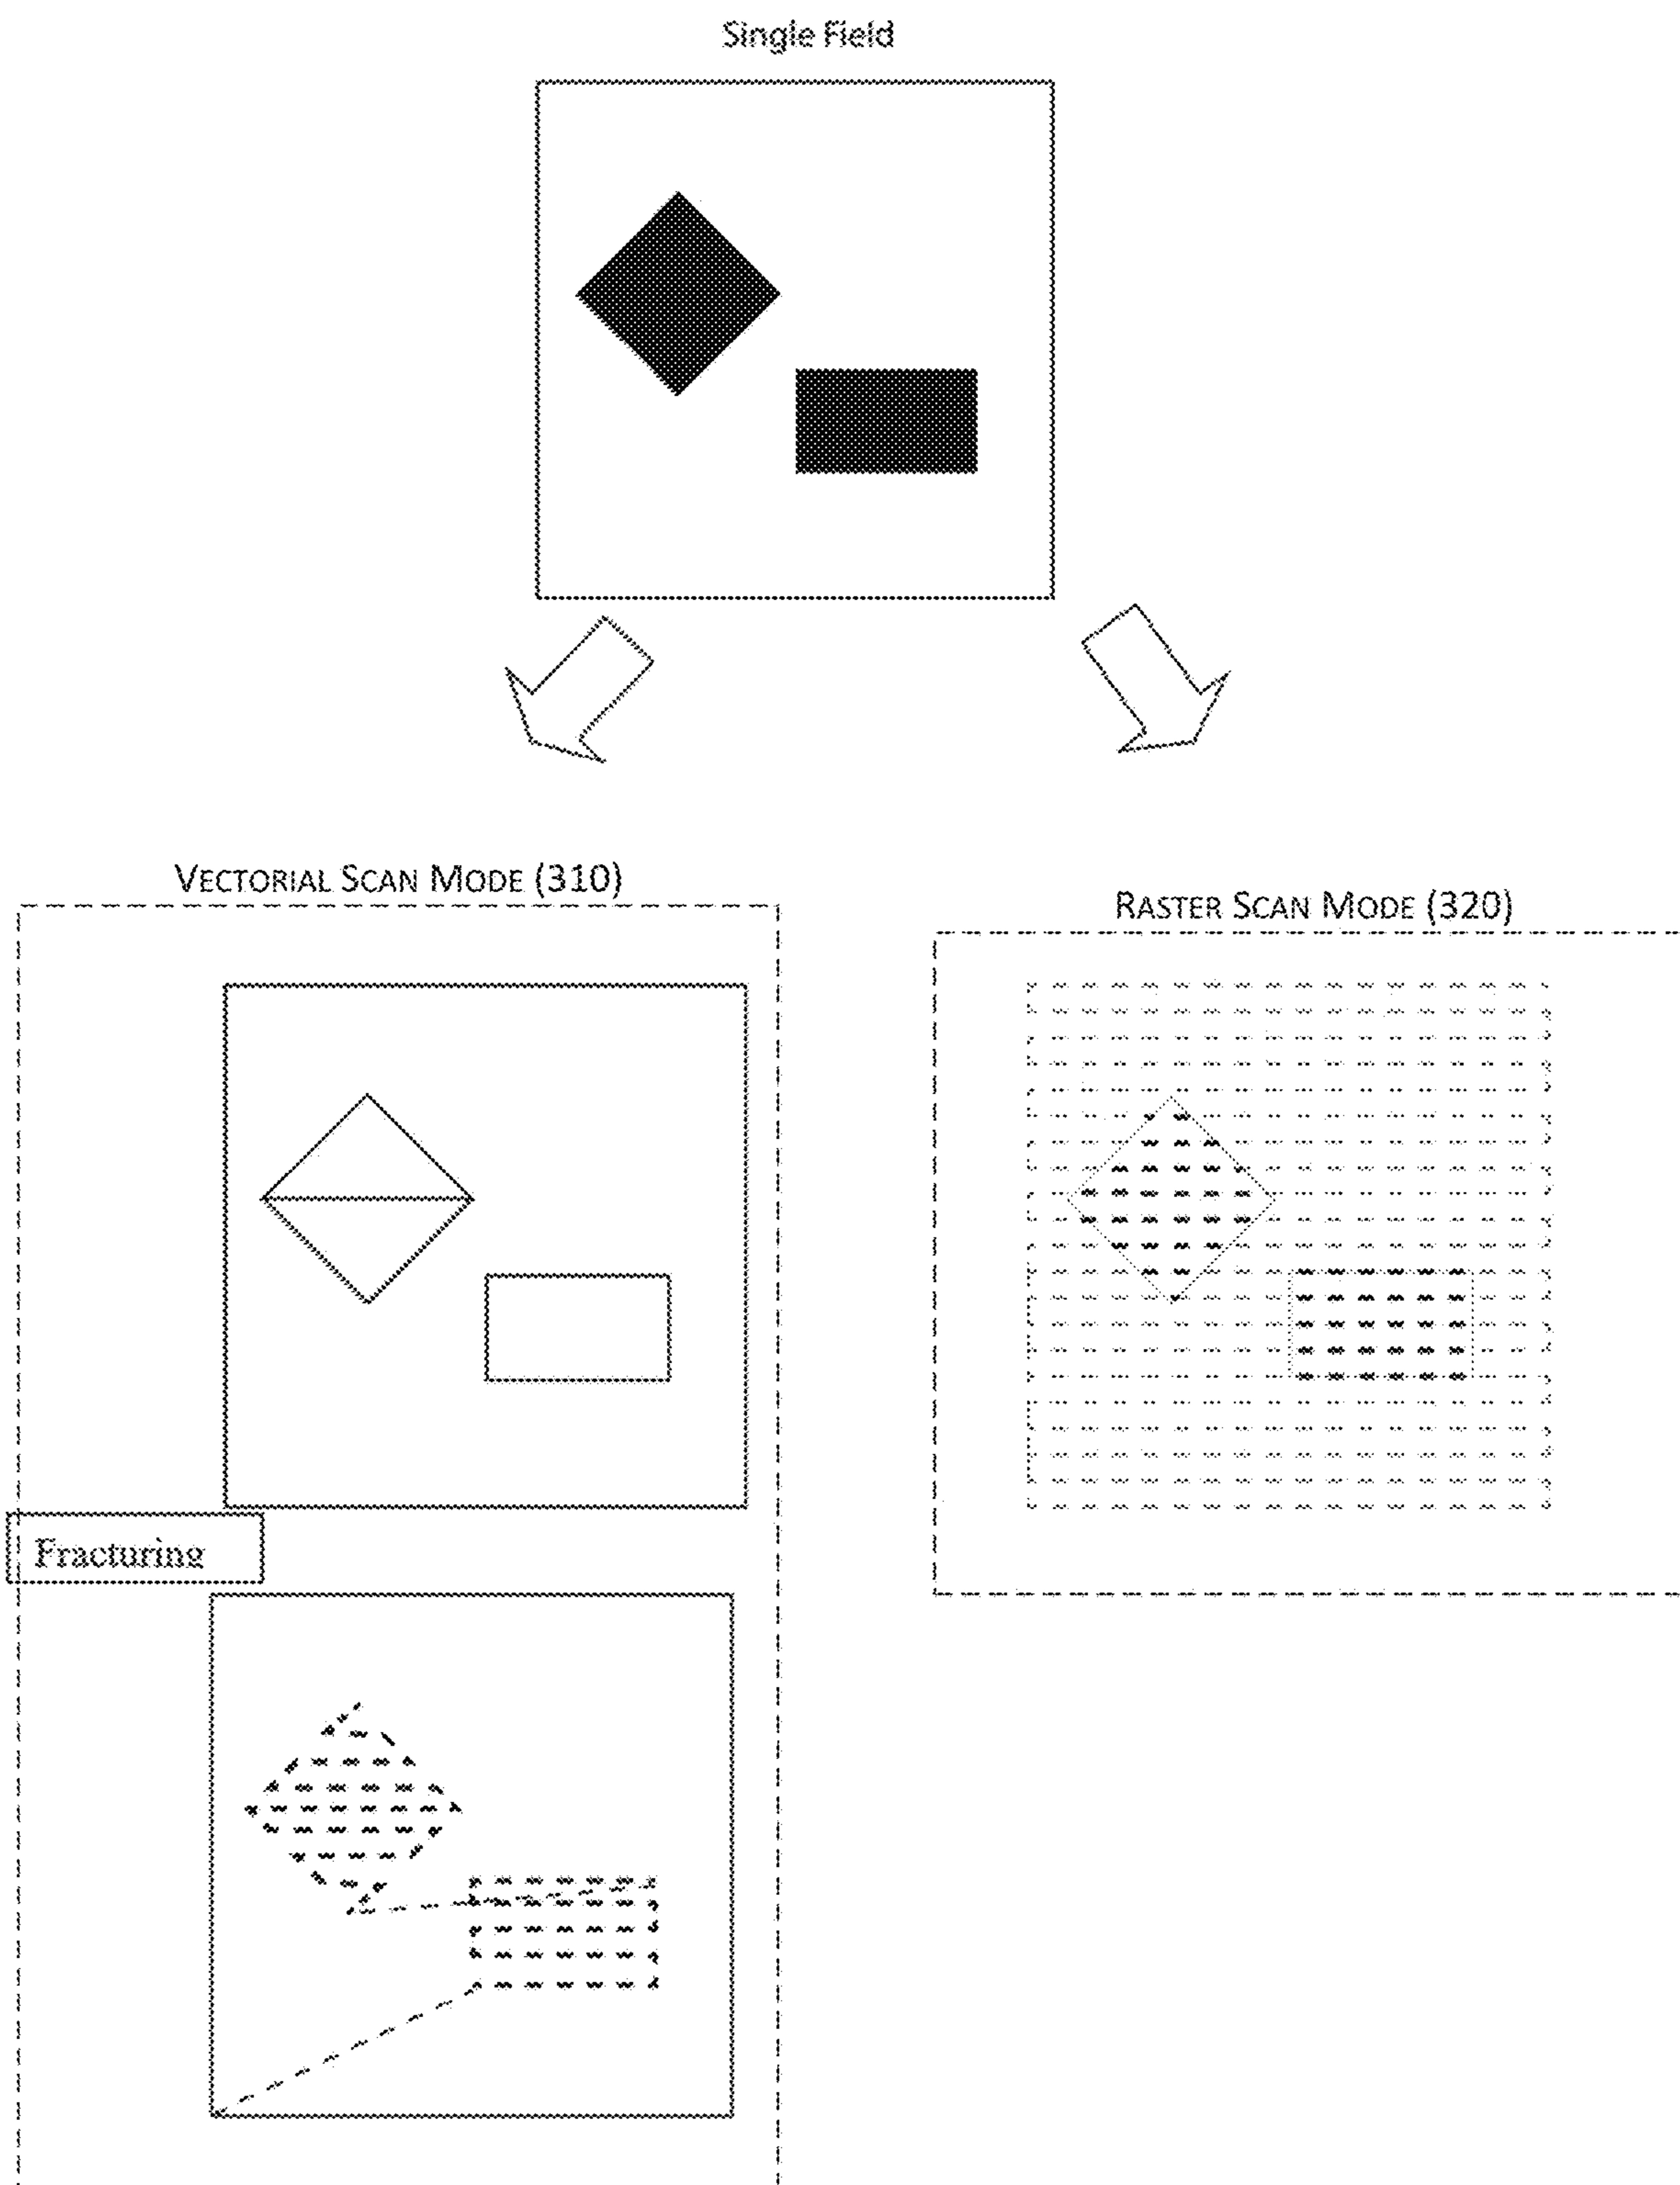 Single Field
VECTORIAL SCAN MODE (310)
RASTER SCAN MODE (320)
Fracturing